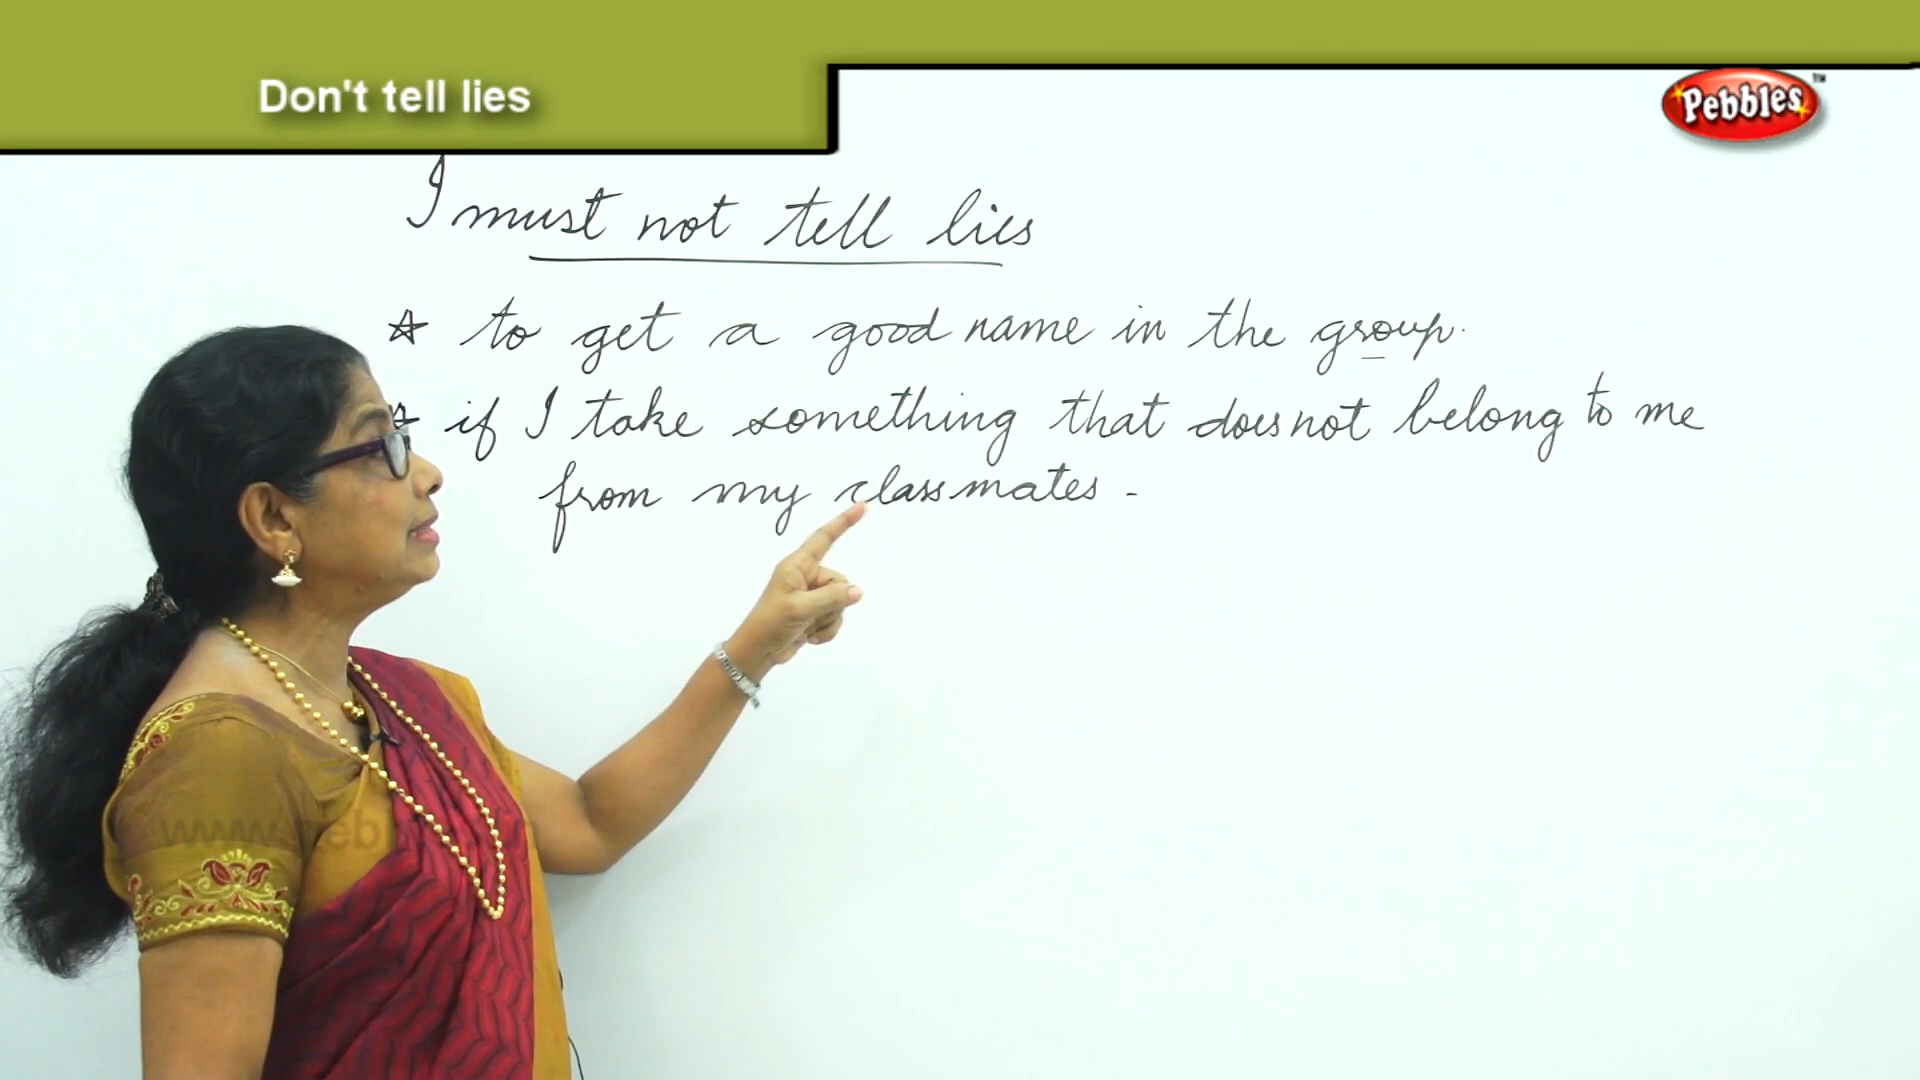 Don't tell lies
Pebbles™
I must not tell lies
☆ to get a good name in the group.
☆ if I take something that does not belong to me
from my classmates -